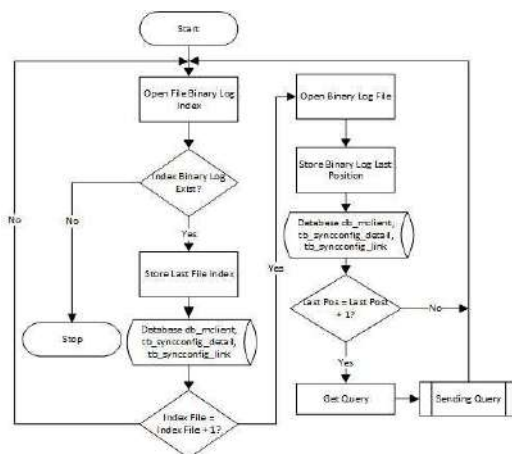 Start
Open File Binary Log
Index
Index Binary Log
Exist?
No
No
Yes
Store Last File Index
Stop
Database db_mclient,
tb_syncconfig_detail,
tb_syncconfig_link
Index File =
Index File + 1?
Yes
Open Binary Log File
Store Binary Log Last
Position
Database db_mclient,
tb_syncconfig_detail,
tb_syncconfig_link
Last Pos = Last Post
+ 1?
No
Yes
Get Query
Sending Query